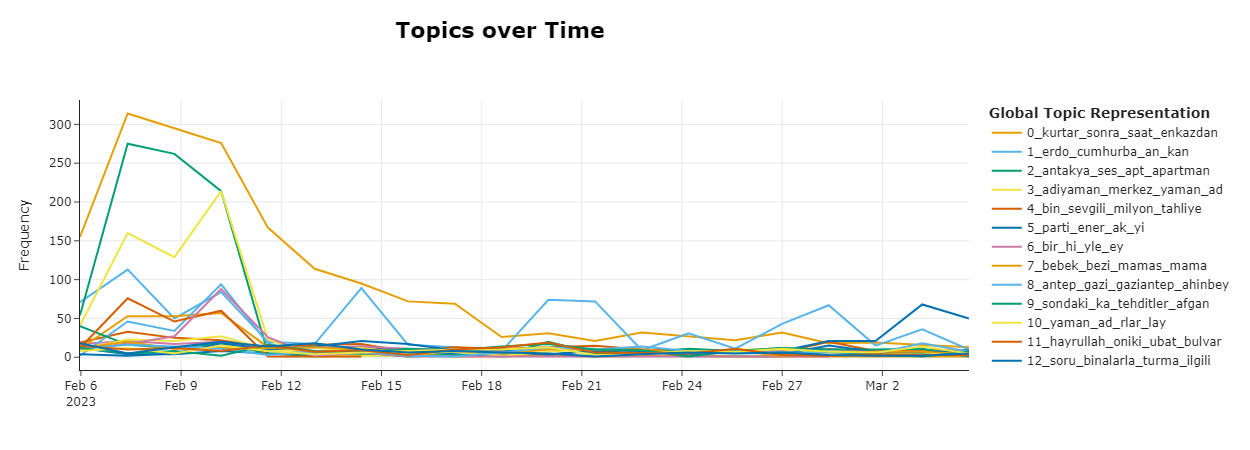 Topics over Time
Global Topic Representation
0_kurtar_sonra_saat_enkazdan
1_erdo_cumhurba_an_kan
2_antakya_ses_apt_apartman
3_adiyaman_merkez_yaman_ad
4_bin_sevgili_milyon_tahliye
5_parti_ener_ak_yi
6_bir_hi_yle_ey
7_bebek_bezi_mamas_mama
8_antep_gazi_gaziantep_ahinbey
9_sondaki_ka_tehditler_afgan
10_yaman_ad_rlar_lay
11_hayrullah_oniki_ubat_bulvar
12_soru_binalarla_turma_ilgili
Frequency
300
250
200
150
100
50
0
Feb 6 Feb 9 Feb 12 Feb 15 Feb 18 Feb 21 Feb 24 Feb 27 Mar 2
2023